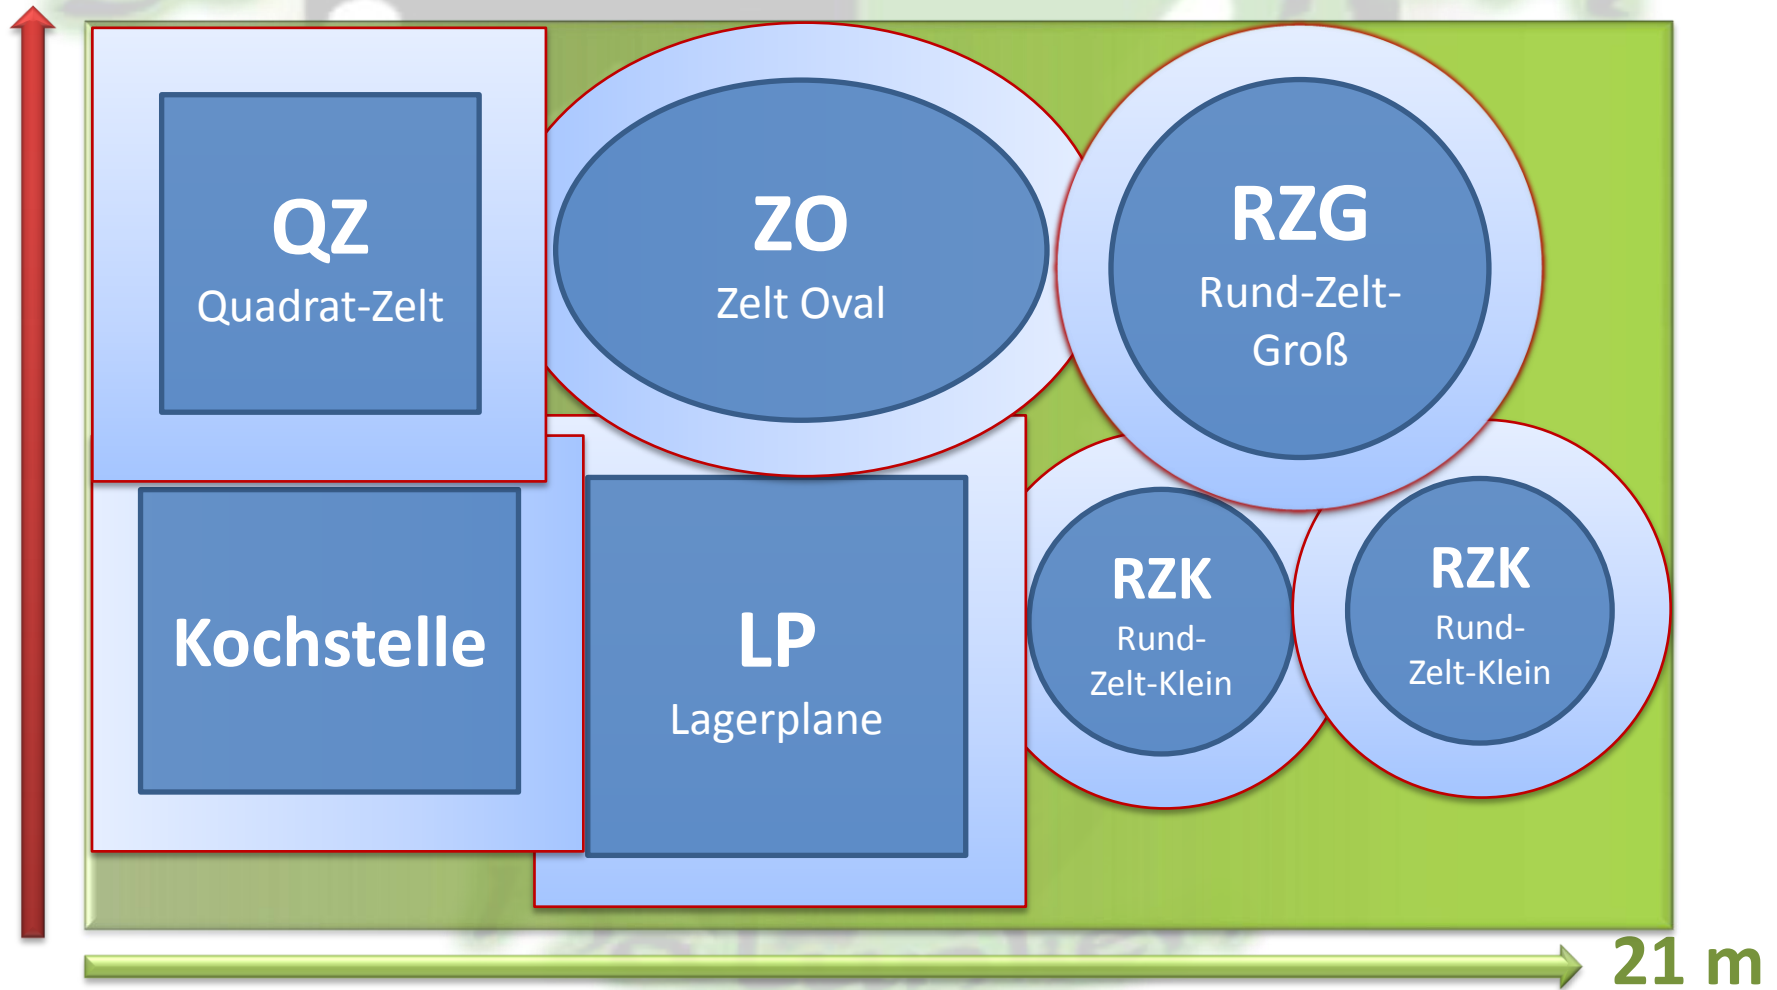 QZ
Quadrat-Zelt
ZO
Zelt Oval
RZG
Rund-Zelt-
Groß
Kochstelle
LP
Lagerplane
RZK
Rund-
Zelt-Klein
RZK
Rund-
Zelt-Klein
21 m